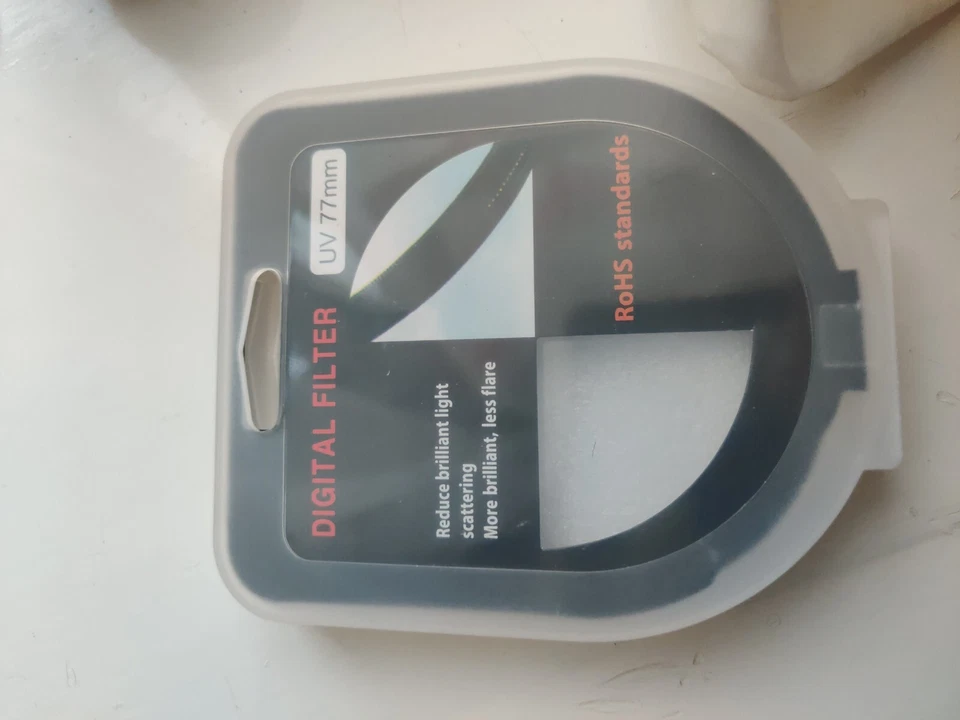 DIGITAL FILTER
UV 77mm
Reduce brilliant light
scattering
More brilliant, less flare
RoHS standards